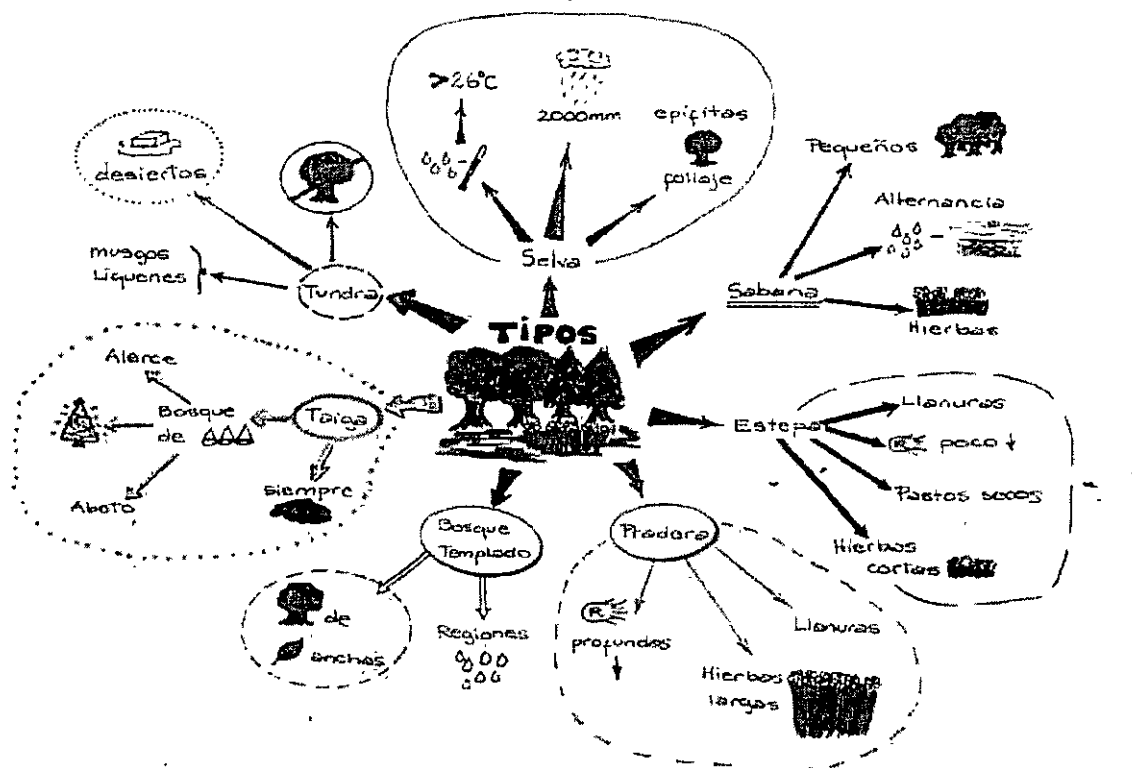 TIPOS
Selva
>26°C
2000mm
epífitas
follaje
Sabana
Pequeños
Alternancia
Hierbas
Estepa
Llanuras
R poco
Pastos secos
Hierbas
cortas
Pradera
R
profundas
Hierbas
largas
Llanuras
Bosque
Templado
de
anchas
Regiones
Taiga
Bosque
de
Alerce
Abeto
siempre
Tundra
desiertos
musgos
Líquenes